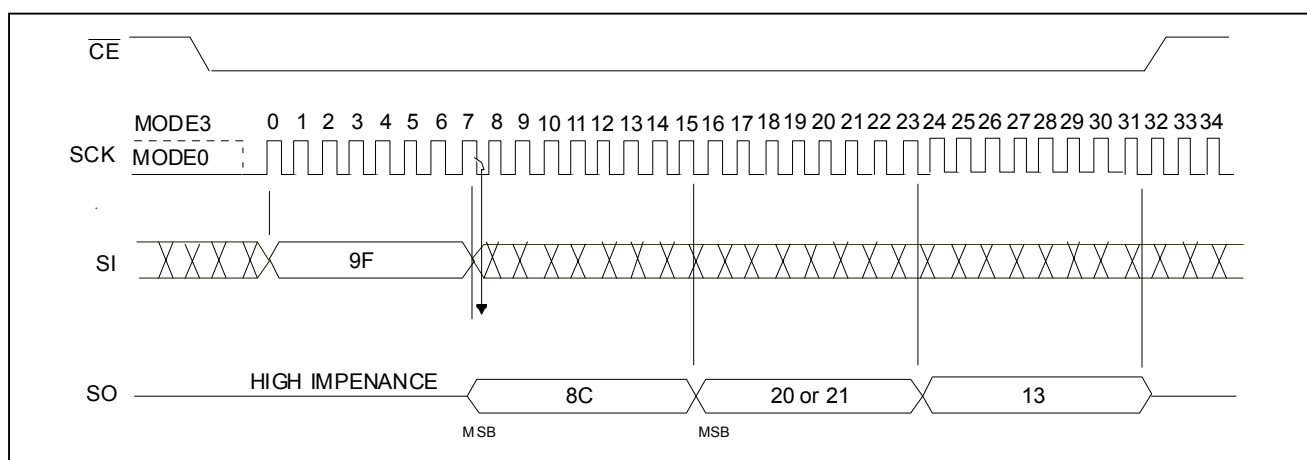 CE
MODE3 0 1 2 3 4 5 6 7 8 9 10 11 12 13 14 15 16 17 18 19 20 21 22 23 24 25 26 27 28 29 30 31 32 33 34
SCK MODE0
SI 9F
HIGH IMPENANCE
SO 8C 20 or 21 13
MSB MSB